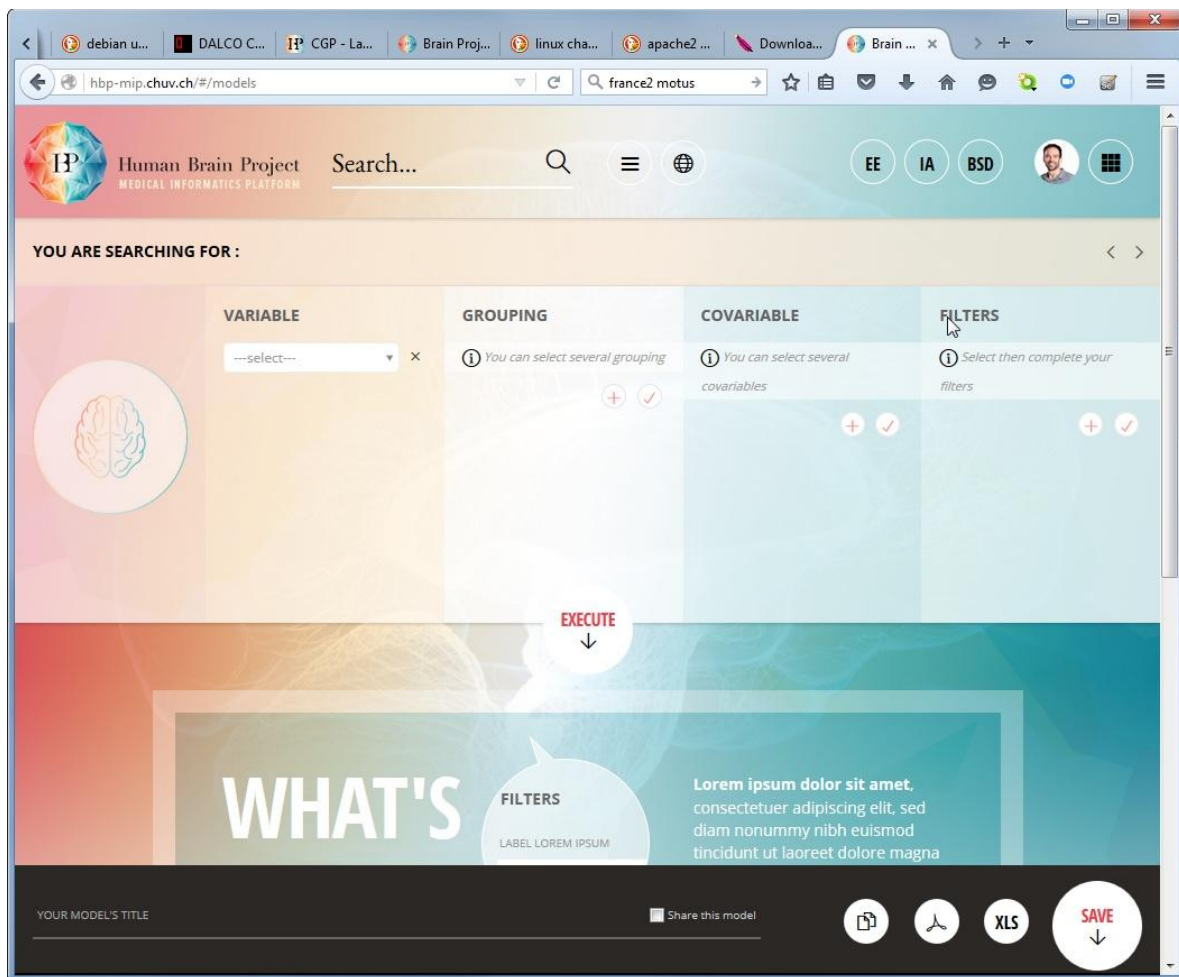 debian u... DALCO C... HP CGP - La... Brain Proj... linux cha... apache2 ... Downloa... Brain ...
hbp-mip.chuv.ch/#/models france2 motus
HP Human Brain Project Search... EE IA BSD
MEDICAL INFORMATICS PLATFORM
YOU ARE SEARCHING FOR :
VARIABLE GROUPING COVARIABLE FILTERS
---select--- You can select several grouping You can select several Select then complete your
covariables filters
EXECUTE
WHAT'S
FILTERS
LABEL LOREM IPSUM
Lorem ipsum dolor sit amet,
consectetuer adipiscing elit, sed
diam nonummy nibh euismod
tincidunt ut laoreet dolore magna
YOUR MODEL'S TITLE Share this model XLS SAVE